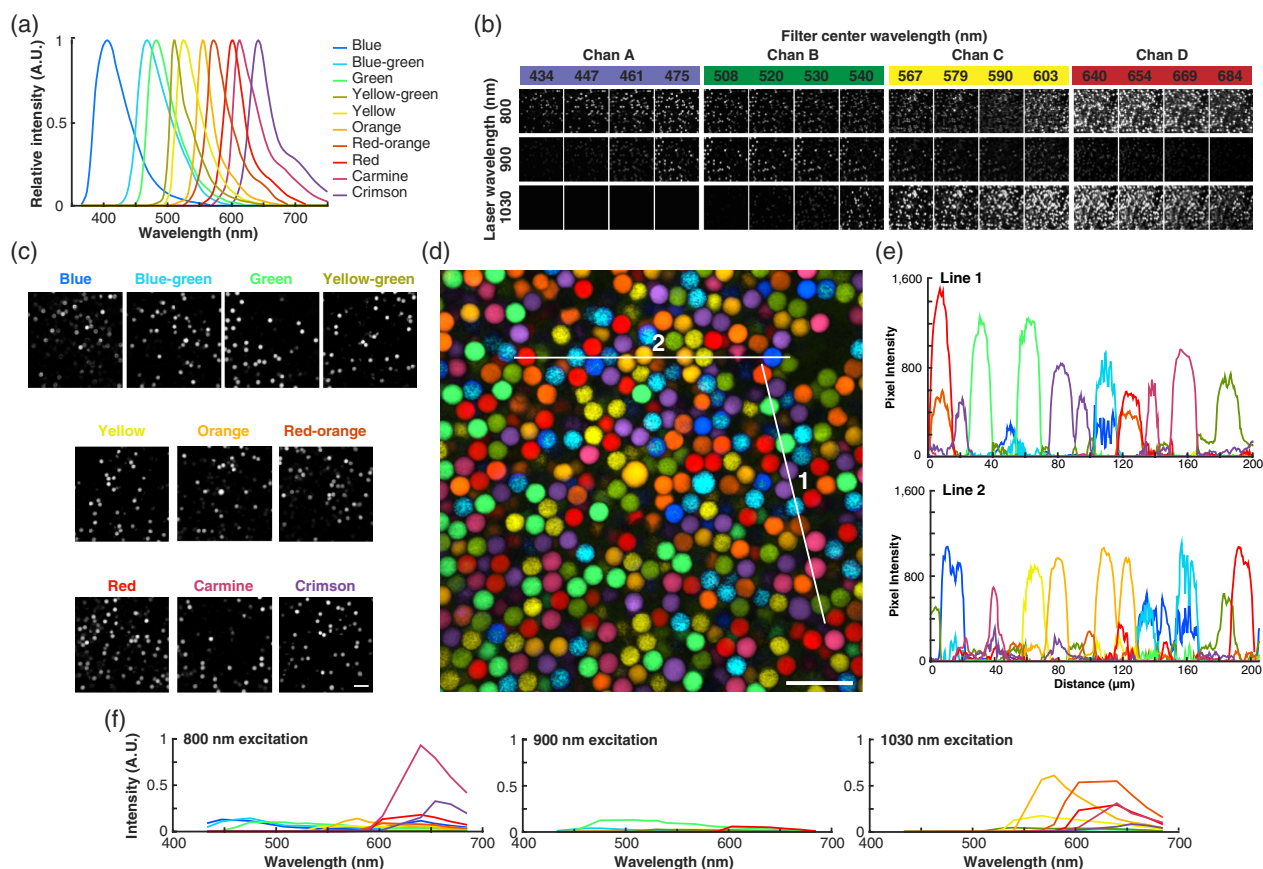 (a)
Relative intensity (A.U.)
1
0.5
0
400 500 600 700
Wavelength (nm)
Blue
Blue-green
Green
Yellow-green
Yellow
Orange
Red-orange
Red
Carmine
Crimson
(b)
Filter center wavelength (nm)
Chan A Chan B Chan C Chan D
434 447 461 475 508 520 530 540 567 579 590 603 640 654 669 684
Laser wavelength (nm)
800
900
1030
(c)
Blue Blue-green Green Yellow-green
Yellow Orange Red-orange
Red Carmine Crimson
(d)
2
1
(e)
1,600
Line 1
Pixel Intensity
800
0
0 40 80 120 160 200
1,600
Line 2
Pixel Intensity
800
0
0 40 80 120 160 200
Distance (µm)
(f)
Intensity (A.U.)
1
0.5
0
800 nm excitation
400 500 600 700
Wavelength (nm)
1
0.5
0
900 nm excitation
400 500 600 700
Wavelength (nm)
1
0.5
0
1030 nm excitation
400 500 600 700
Wavelength (nm)